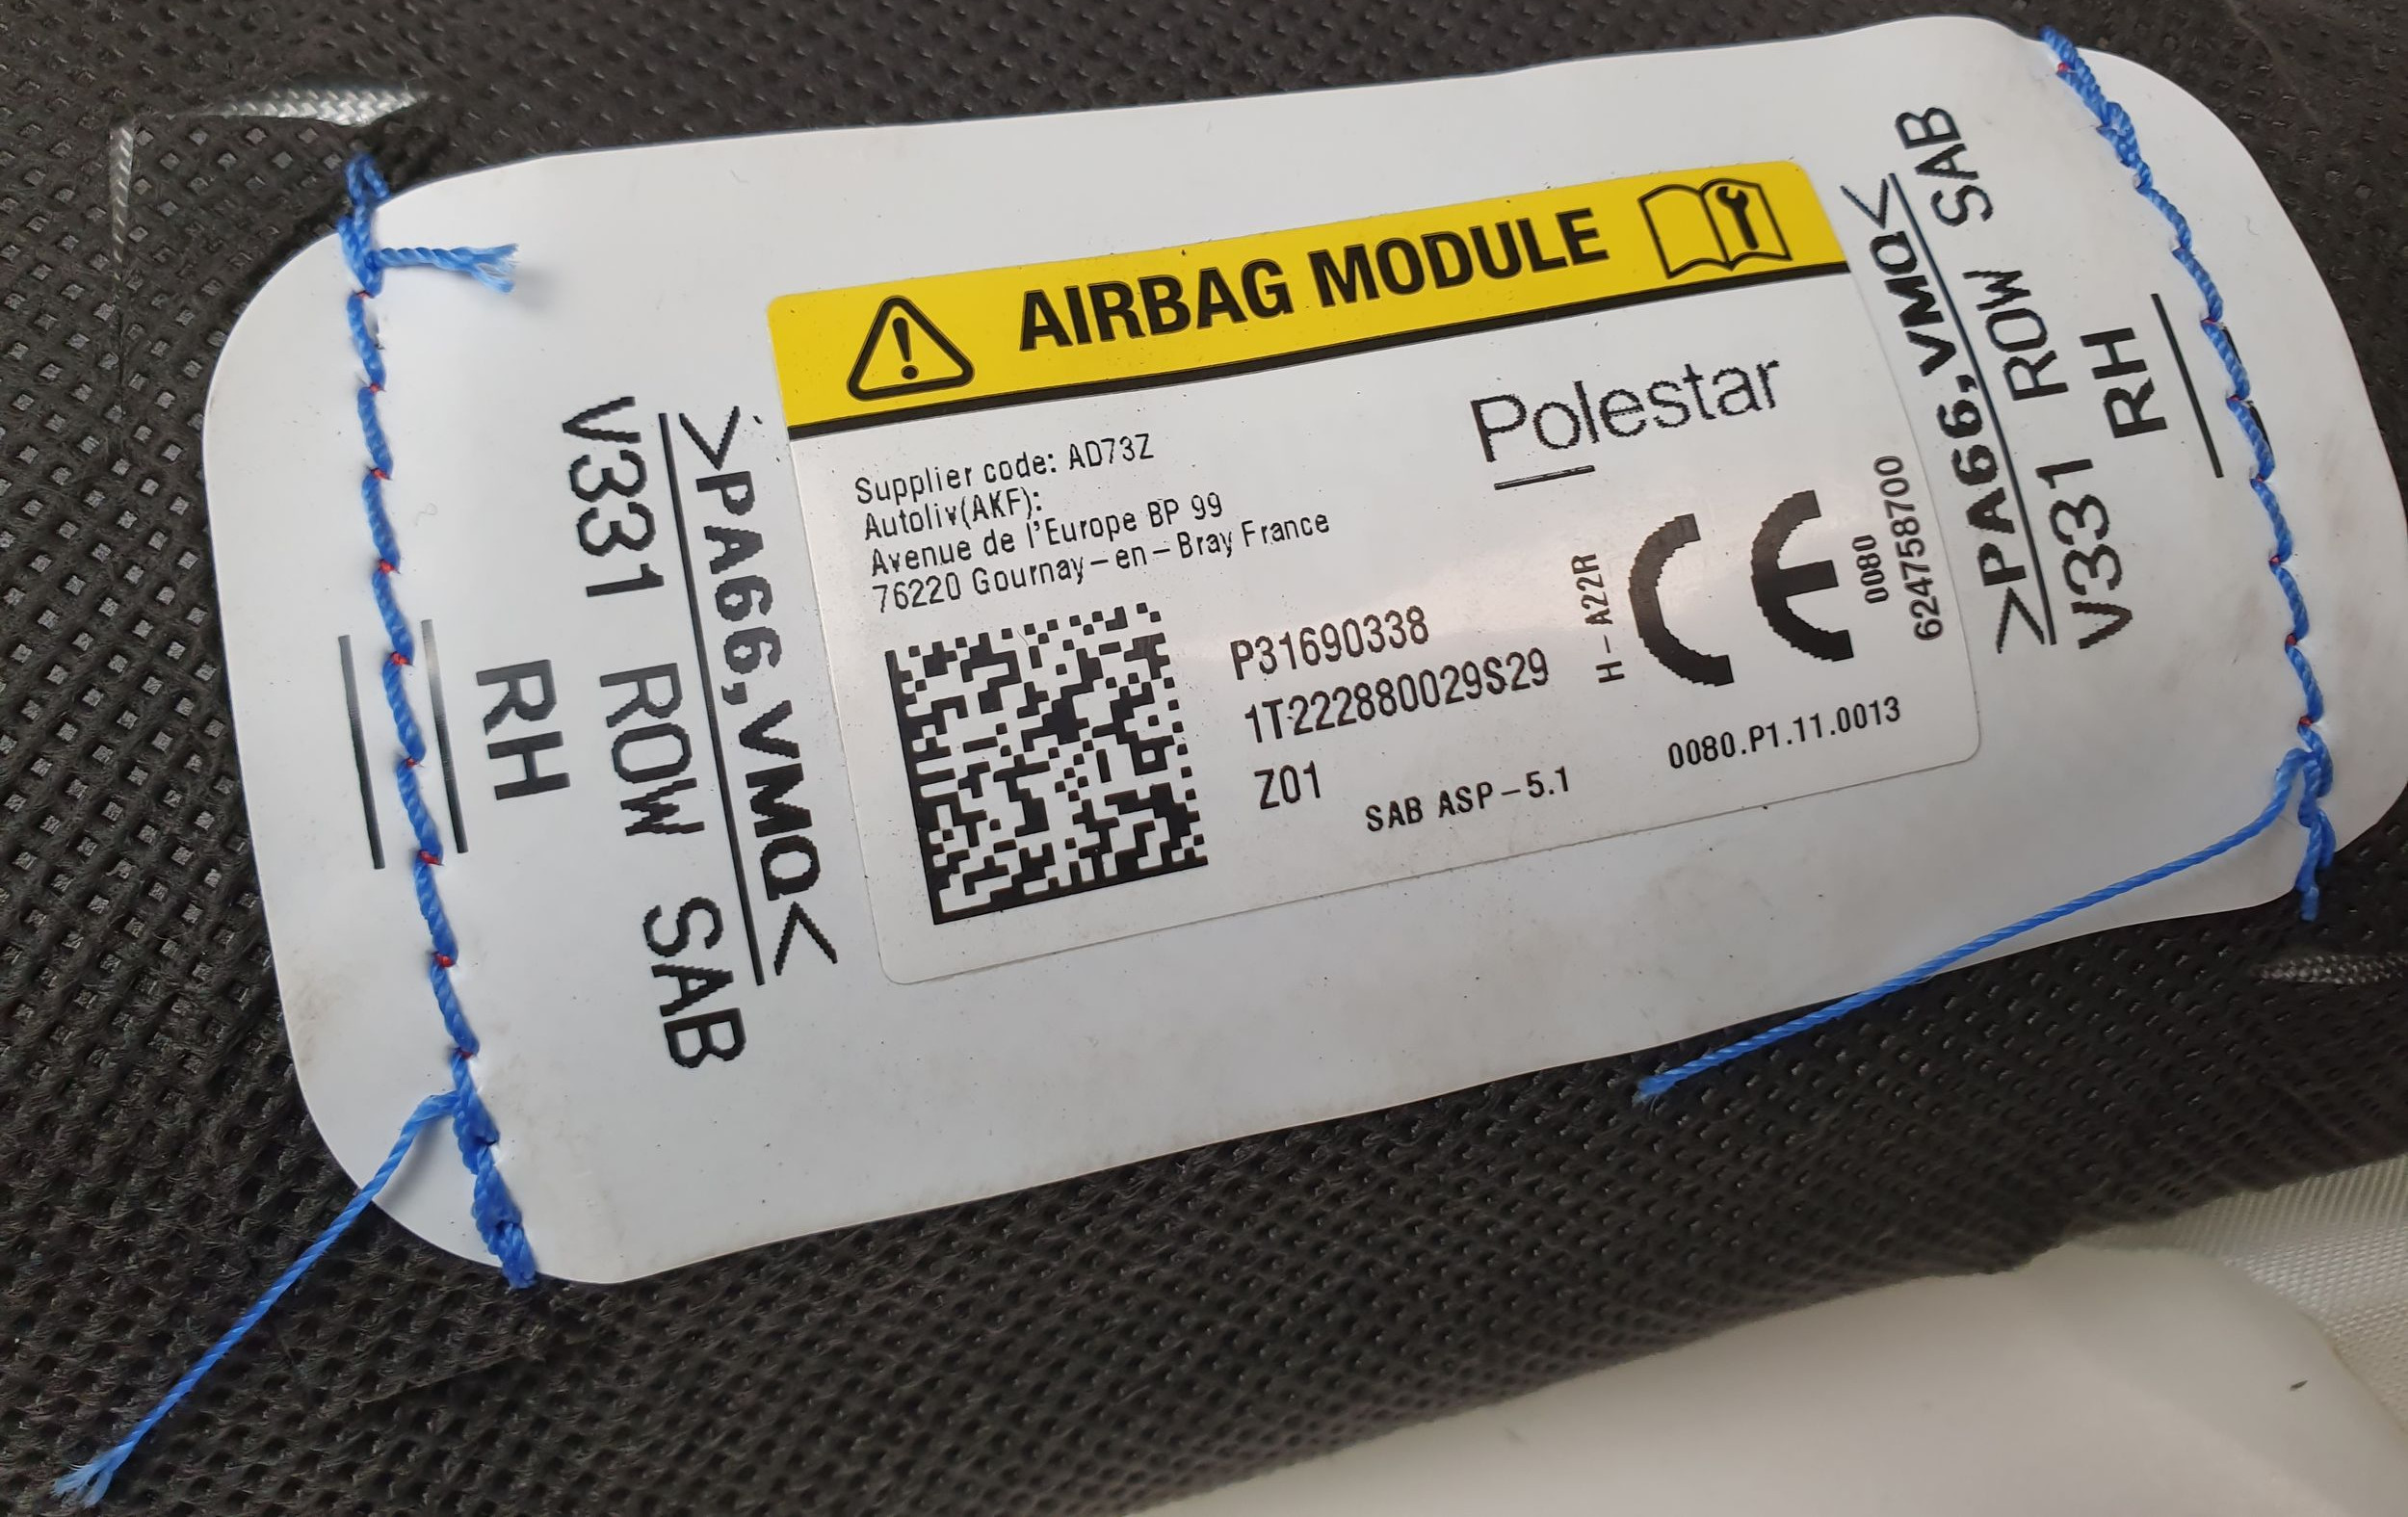 AIRBAG MODULE
Polestar
Supplier code: AD73Z
Autoliv(AKF):
Avenue de l'Europe BP 99
76220 Gournay-en-Bray France
P31690338
1T222880029S29
Z01
SAB ASP-5.1
H-A22R
CE
0080
624758700
0080.P1.11.0013
>PA66,VMQ<
V331 ROW SAB
RH
>PA66,VMQ<
V331 ROW SAB
RH